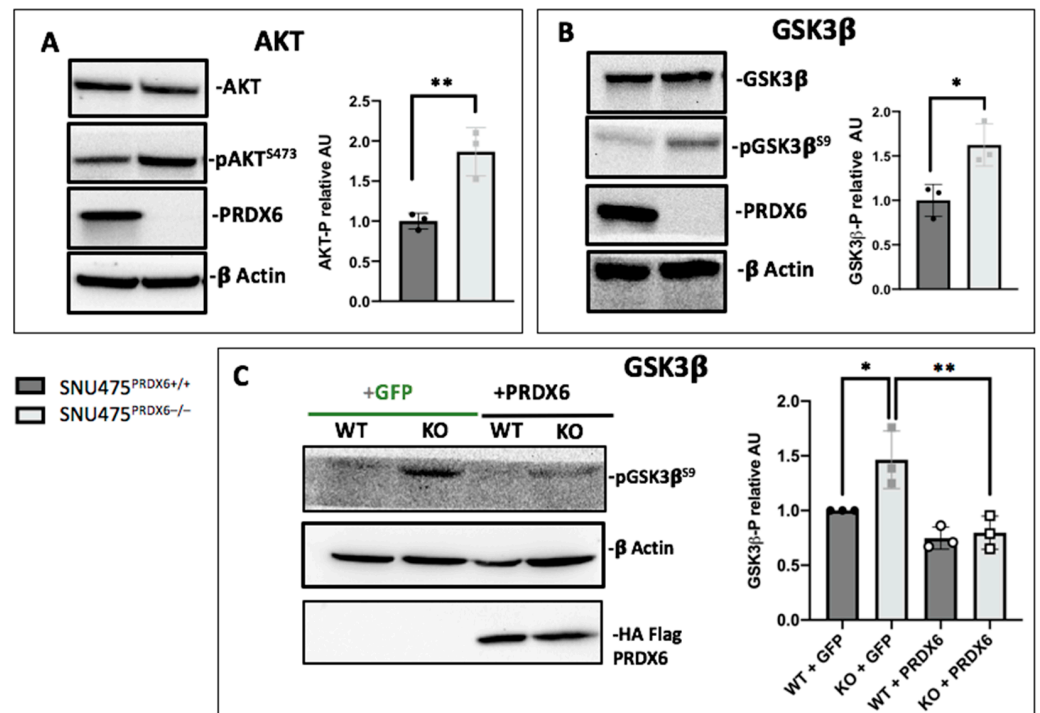 A
AKT
-AKT
-pAKTS473
-PRDX6
-β Actin
**
AKT-P relative AU
2.5
2.0
1.5
1.0
0.5
0.0
B
GSK3β
-GSK3β
-pGSK3βS9
-PRDX6
-β Actin
*
GSK3β-P relative AU
2.0
1.5
1.0
0.5
0.0
SNU475PRDX6+/+
SNU475PRDX6−/−
C
GSK3β
+GFP
+PRDX6
WT KO WT KO
-pGSK3βS9
-β Actin
-HA Flag
PRDX6
* **
GSK3β-P relative AU
2.0
1.5
1.0
0.5
0.0
WT + GFP
KO + GFP
WT + PRDX6
KO + PRDX6